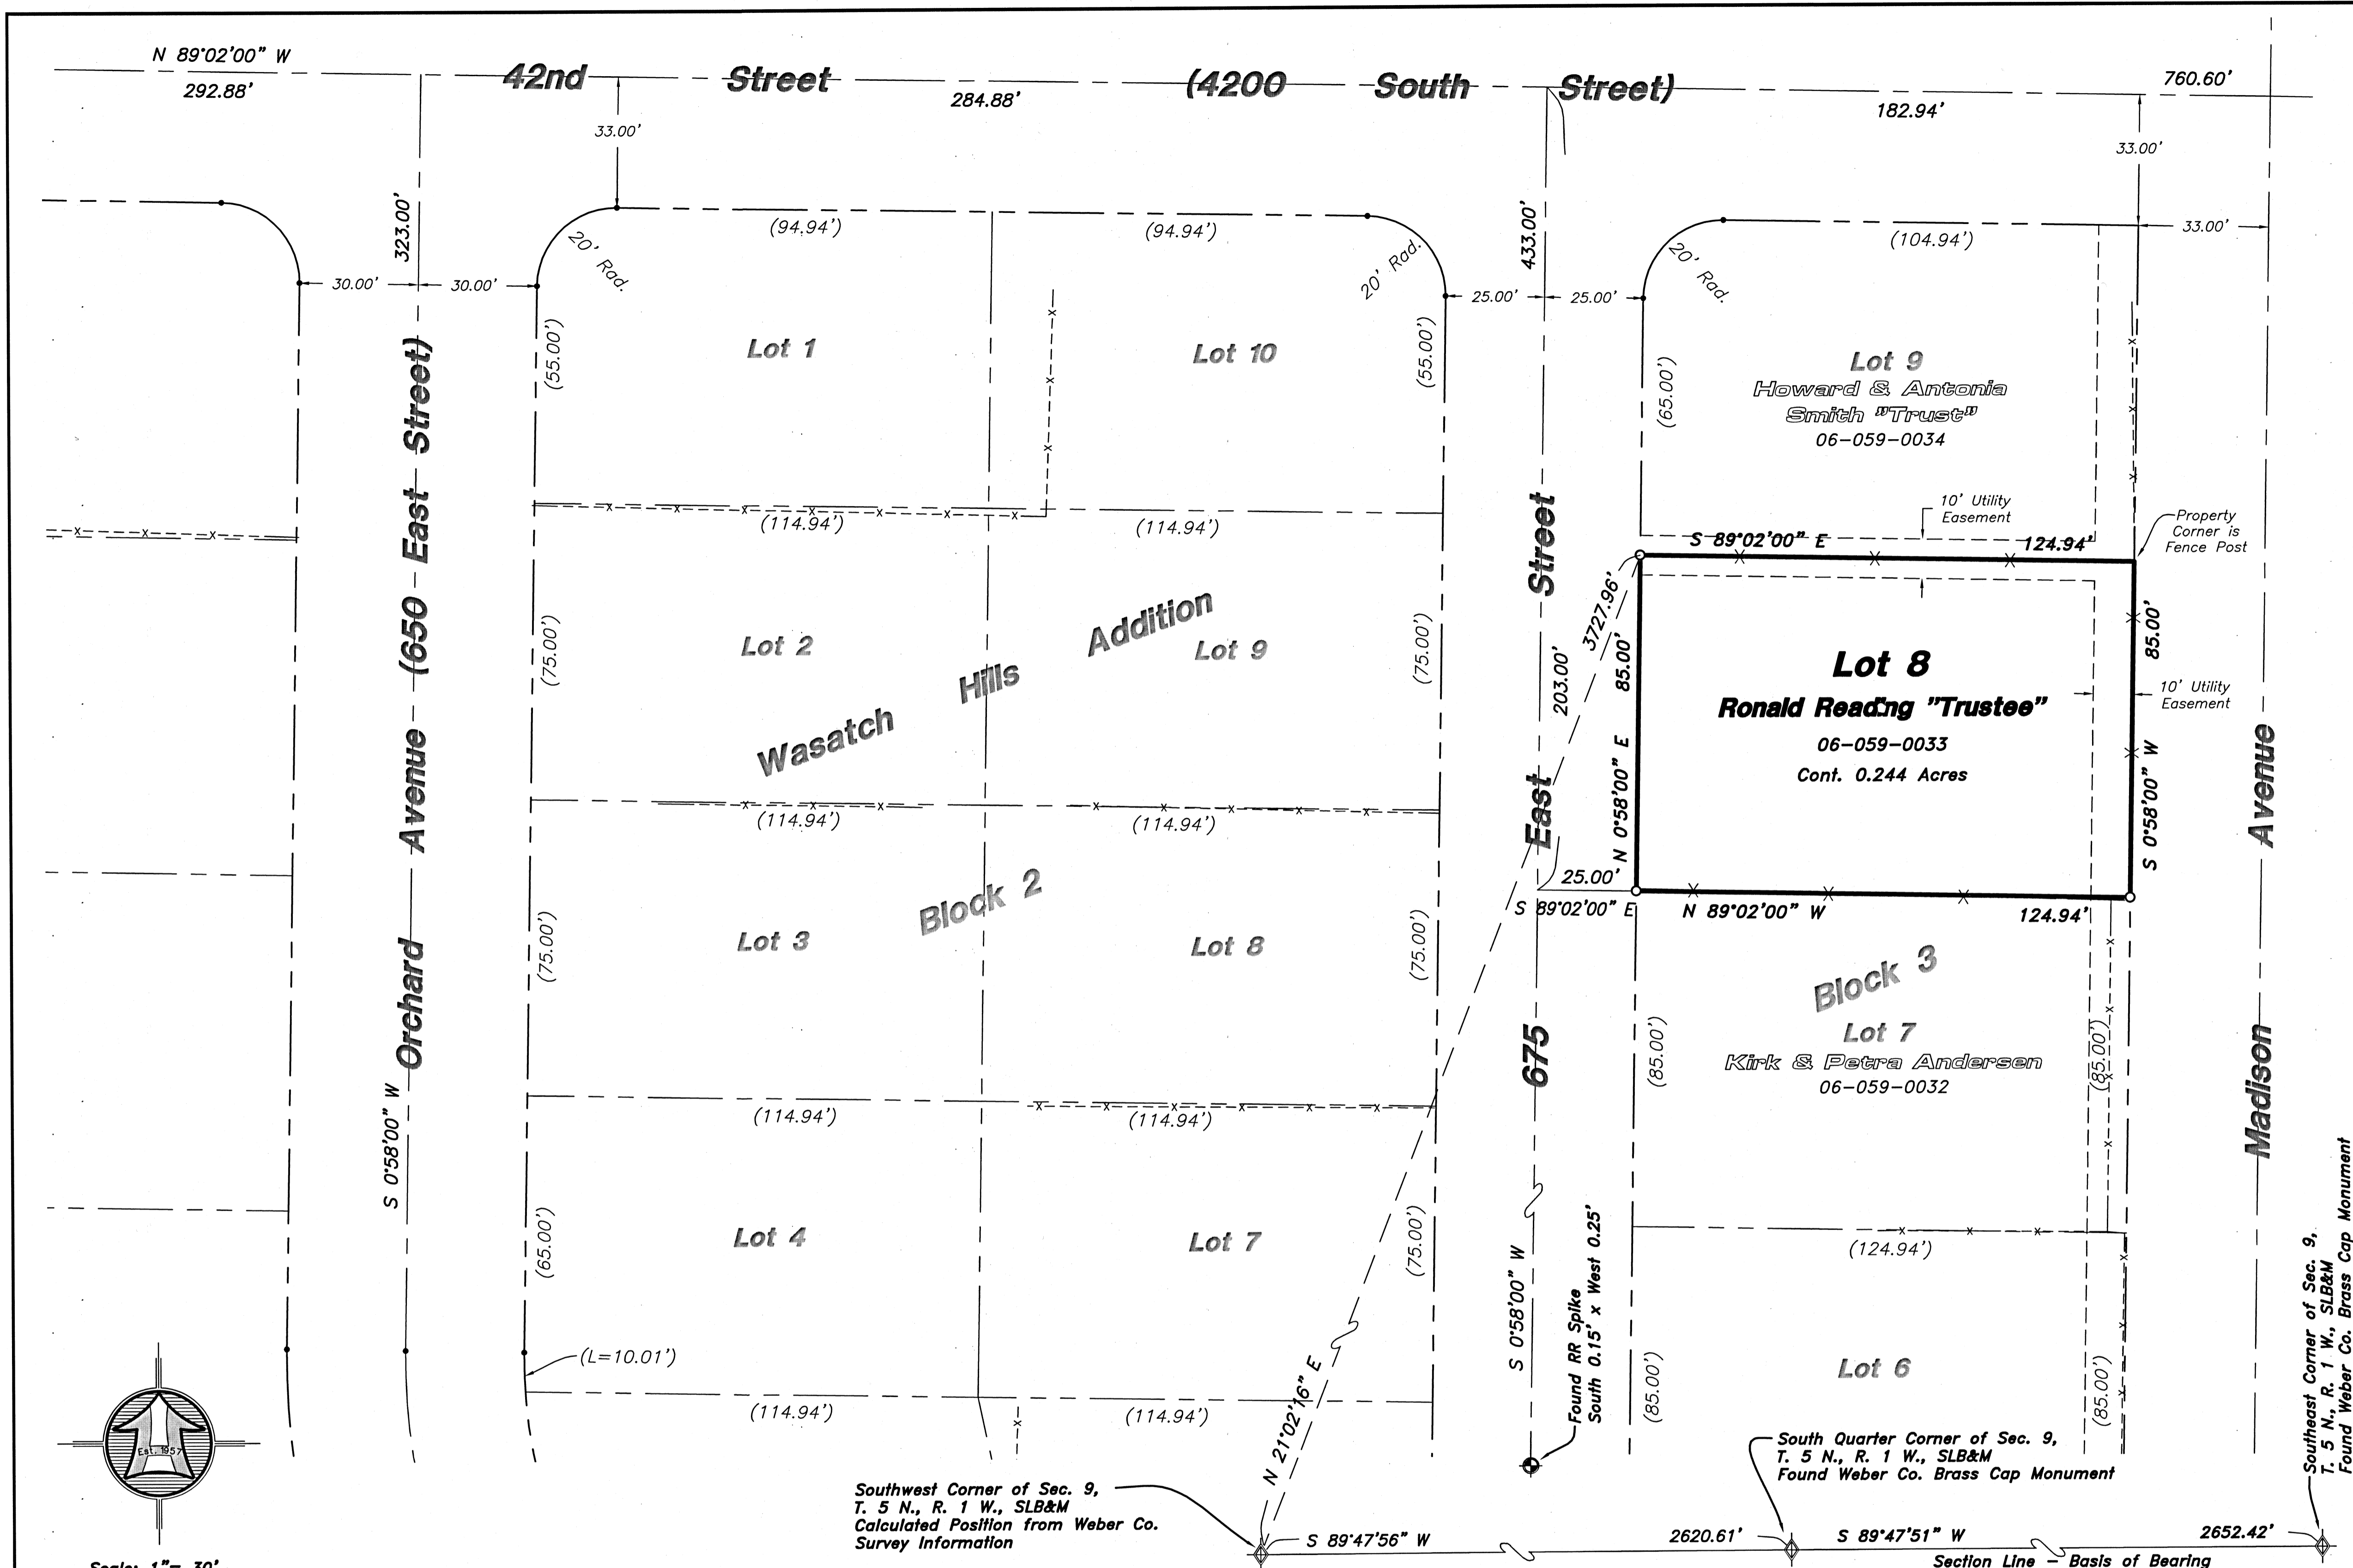 N 89°02'00" W
292.88'
42nd Street (4200 South Street)
284.88'
182.94'
760.60'
33.00'
33.00'
33.00'
323.00'
433.00'
(94.94')
(94.94')
(104.94')
20' Rad.
20' Rad.
20' Rad.
30.00'
30.00'
25.00'
25.00'
(55.00')
(55.00')
(65.00')
Lot 1
Lot 10
Lot 9
Howard & Antonia
Smith "Trust"
06-059-0034
10' Utility
Easement
Property
Corner is
Fence Post
(114.94')
(114.94')
S 89°02'00" E
124.94'
Orchard Avenue (650 East Street)
675 East Street
Madison Avenue
(75.00')
(75.00')
Lot 2
Lot 9
Wasatch Hills Addition
3727.96'
203.00'
85.00'
N 0°58'00" E
Lot 8
Ronald Reading "Trustee"
06-059-0033
Cont. 0.244 Acres
85.00'
10' Utility
Easement
S 0°58'00" W
(114.94')
(114.94')
25.00'
S 89°02'00" E
N 89°02'00" W
124.94'
Block 2
Block 3
(75.00')
(75.00')
Lot 3
Lot 8
Lot 7
Kirk & Petra Andersen
06-059-0032
(85.00')
(85.00')
S 0°58'00" W
(114.94')
(114.94')
(65.00')
(75.00')
Lot 4
Lot 7
S 0°58'00" W
Found RR Spike
South 0.15' x West 0.25'
(124.94')
(85.00')
(85.00')
Lot 6
(L=10.01')
(114.94')
(114.94')
N 21°02'16" E
Est. 1957
Southwest Corner of Sec. 9,
T. 5 N., R. 1 W., SLB&M
Calculated Position from Weber Co.
Survey Information
South Quarter Corner of Sec. 9,
T. 5 N., R. 1 W., SLB&M
Found Weber Co. Brass Cap Monument
Southeast Corner of Sec. 9,
T. 5 N., R. 1 W., SLB&M
Found Weber Co. Brass Cap Monument
S 89°47'56" W
2620.61'
S 89°47'51" W
2652.42'
Section Line - Basis of Bearing
Scale: 1"= 30'